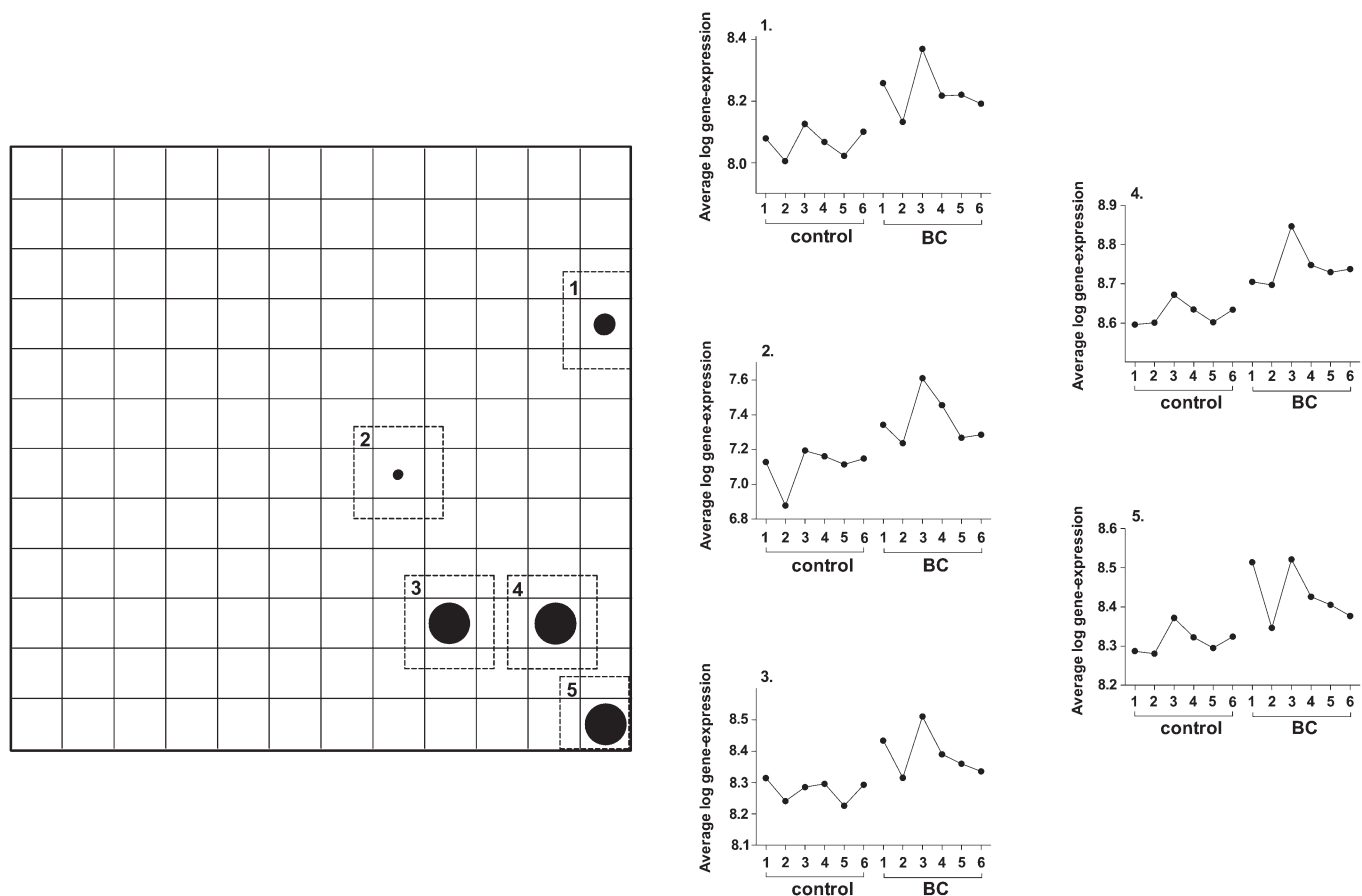 1
2
3
4
5
1.
Average log gene-expression
8.4
8.2
8.0
1 2 3 4 5 6 1 2 3 4 5 6
control BC
2.
Average log gene-expression
7.6
7.4
7.2
7.0
6.8
1 2 3 4 5 6 1 2 3 4 5 6
control BC
3.
Average log gene-expression
8.5
8.4
8.3
8.2
8.1
1 2 3 4 5 6 1 2 3 4 5 6
control BC
4.
Average log gene-expression
8.9
8.8
8.7
8.6
1 2 3 4 5 6 1 2 3 4 5 6
control BC
5.
Average log gene-expression
8.6
8.5
8.4
8.3
8.2
1 2 3 4 5 6 1 2 3 4 5 6
control BC